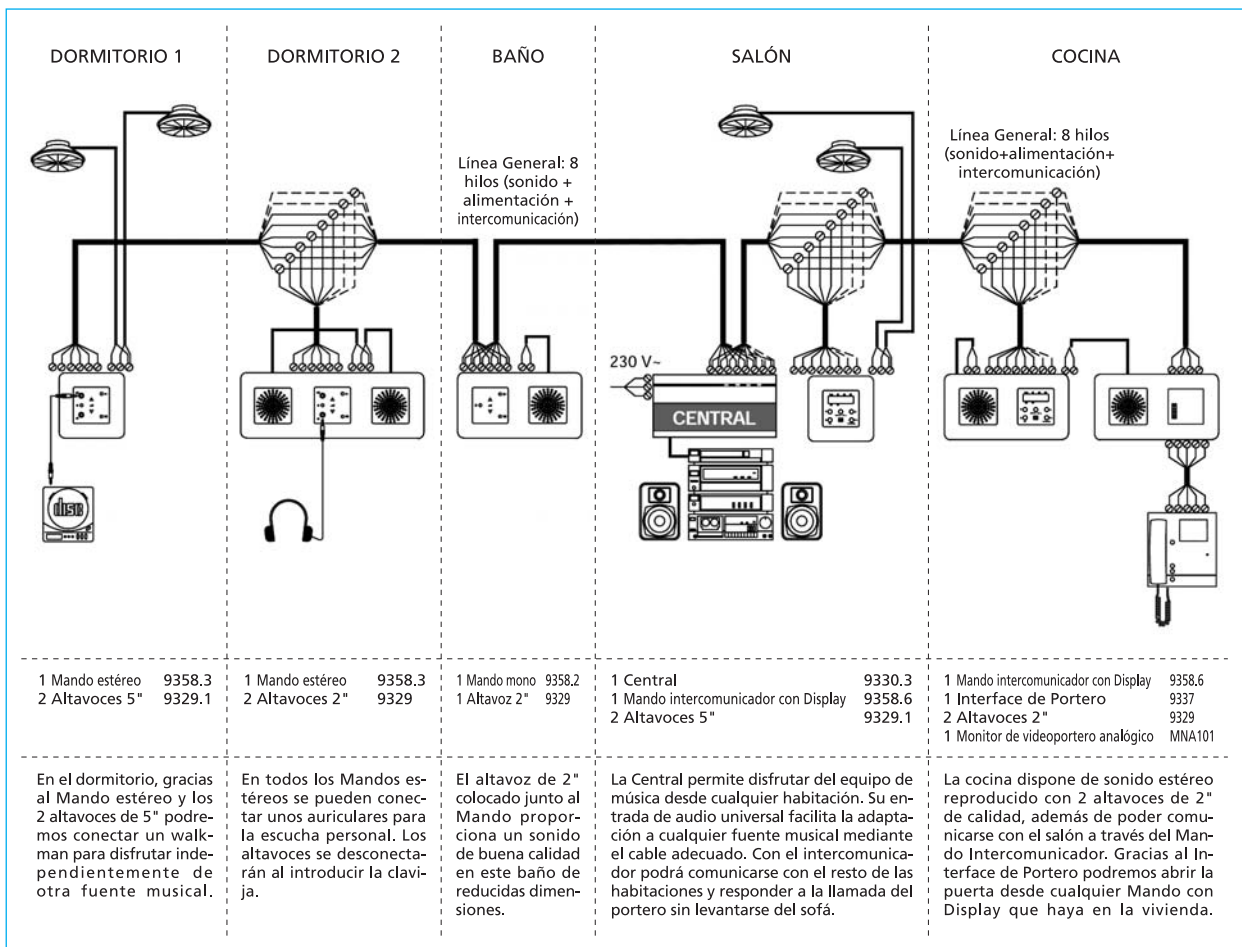 DORMITORIO 1
DORMITORIO 2
BAÑO
SALÓN
COCINA
Línea General: 8
hilos (sonido +
alimentación +
intercomunicación)
Línea General: 8 hilos
(sonido+alimentación+
intercomunicación)
230 V~
CENTRAL
disc
1 Mando estéreo 9358.3
2 Altavoces 5" 9329.1
1 Mando estéreo 9358.3
2 Altavoces 2" 9329
1 Mando mono 9358.2
1 Altavoz 2" 9329
1 Central 9330.3
1 Mando intercomunicador con Display 9358.6
2 Altavoces 5" 9329.1
1 Mando intercomunicador con Display 9358.6
1 Interface de Portero 9337
2 Altavoces 2" 9329
1 Monitor de videoportero analógico MNA101
En el dormitorio, gracias
al Mando estéreo y los
2 altavoces de 5" podre-
mos conectar un walk-
man para disfrutar inde-
pendientemente de
otra fuente musical.
En todos los Mandos es-
téreos se pueden conec-
tar unos auriculares para
la escucha personal. Los
altavoces se desconecta-
rán al introducir la clavi-
ja.
El altavoz de 2"
colocado junto al
Mando propor-
ciona un sonido
de buena calidad
en este baño de
reducidas dimen-
siones.
La Central permite disfrutar del equipo de
música desde cualquier habitación. Su en-
trada de audio universal facilita la adapta-
ción a cualquier fuente musical mediante
el cable adecuado. Con el intercomunica-
dor podrá comunicarse con el resto de las
habitaciones y responder a la llamada del
portero sin levantarse del sofá.
La cocina dispone de sonido estéreo
reproducido con 2 altavoces de 2"
de calidad, además de poder comu-
nicarse con el salón a través del Man-
do Intercomunicador. Gracias al In-
terface de Portero podremos abrir la
puerta desde cualquier Mando con
Display que haya en la vivienda.